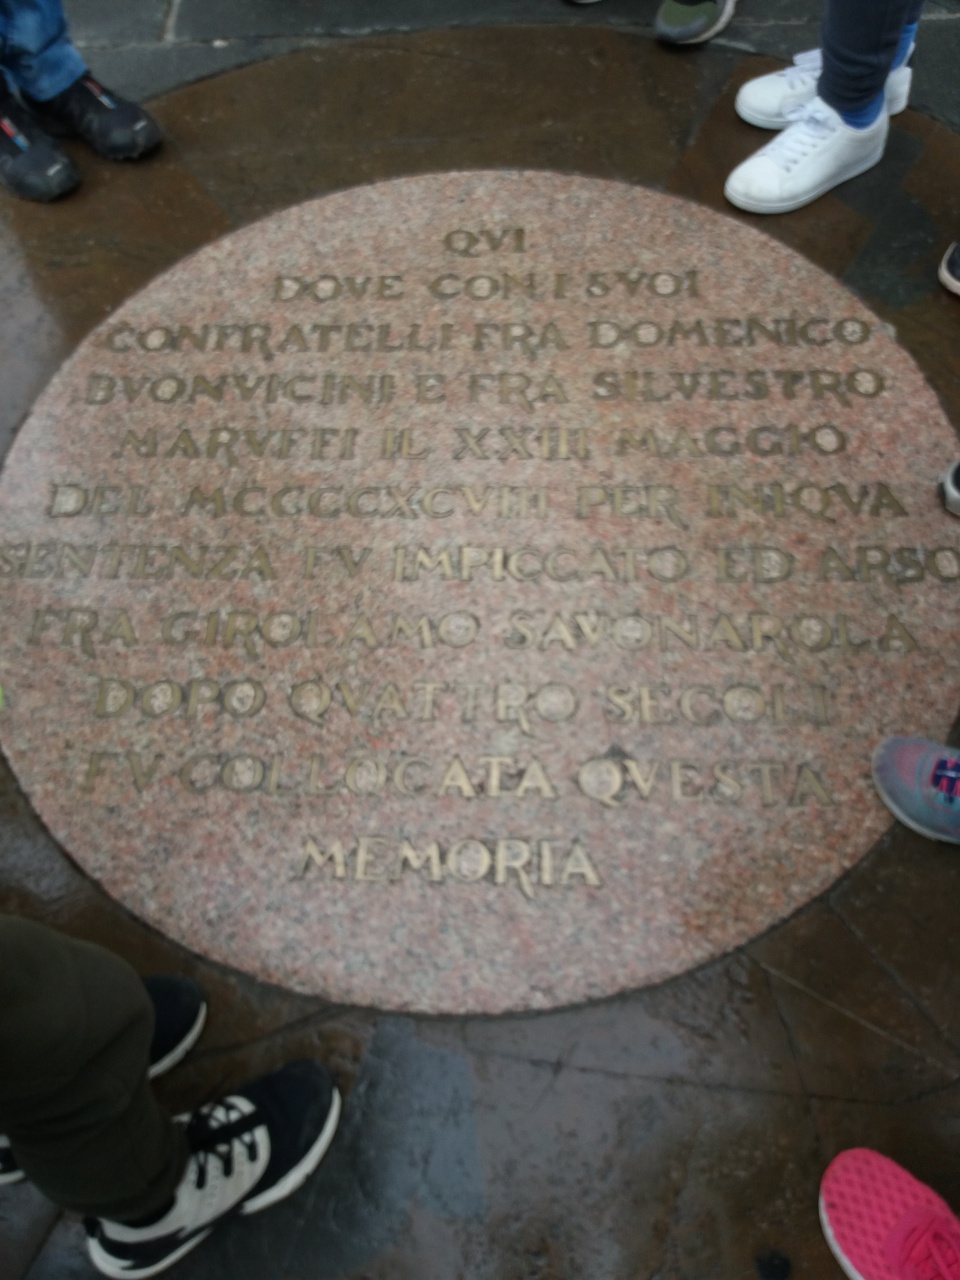 QVI
DOVE CON I SVOI
CONFRATELLI FRA DOMENICO
BVONVICINI E FRA SILVESTRO
MARVFFI IL XXIII MAGGIO
DEL MCCCCXCVIII PER INIQVA
SENTENZA FV IMPICCATO ED ARSO
FRA GIROLAMO SAVONAROLA
DOPO QVATTRO SECOLI
FV COLLOCATA QVESTA
MEMORIA